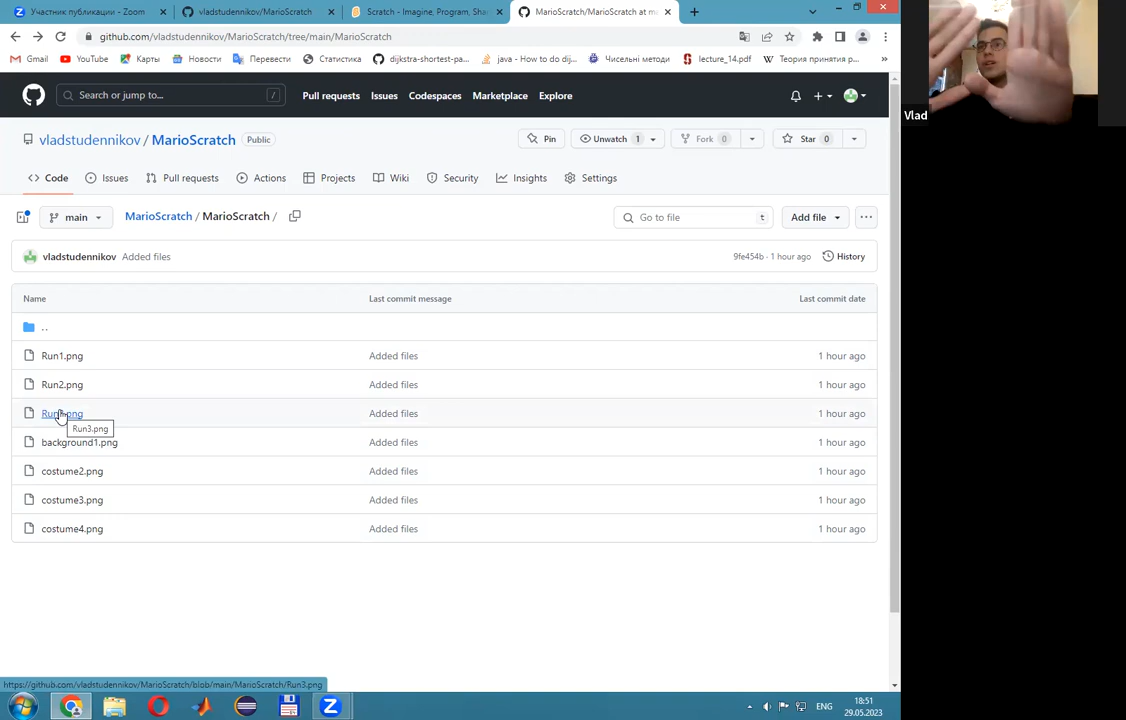 Участник публикации - Zoom
vladstudennikov/MarioScratch
Scratch - Imagine, Program, Sha
MarioScratch/MarioScratch at m
github.com/vladstudennikov/MarioScratch/tree/main/MarioScratch
Gmail
YouTube
Карты
Новости
Перевести
Статистика
dijkstra-shortest-pa...
java - How to do dij...
Чисельні методи
lecture_14.pdf
Теория принятия р...
Search or jump to...
/
Pull requests
Issues
Codespaces
Marketplace
Explore
Vlad
vladstudennikov / MarioScratch
Public
Pin
Unwatch 1
Fork 0
Star 0
Code
Issues
Pull requests
Actions
Projects
Wiki
Security
Insights
Settings
main
MarioScratch / MarioScratch /
Go to file
t
Add file
vladstudennikov Added files
9fe454b · 1 hour ago
History
Name
Last commit message
Last commit date
..
Run1.png Added files 1 hour ago
Run2.png Added files 1 hour ago
Run3.png Added files 1 hour ago
Run3.png
background1.png Added files 1 hour ago
costume2.png Added files 1 hour ago
costume3.png Added files 1 hour ago
costume4.png Added files 1 hour ago
https://github.com/vladstudennikov/MarioScratch/blob/main/MarioScratch/Run3.png
ENG
18:51
29.05.2023